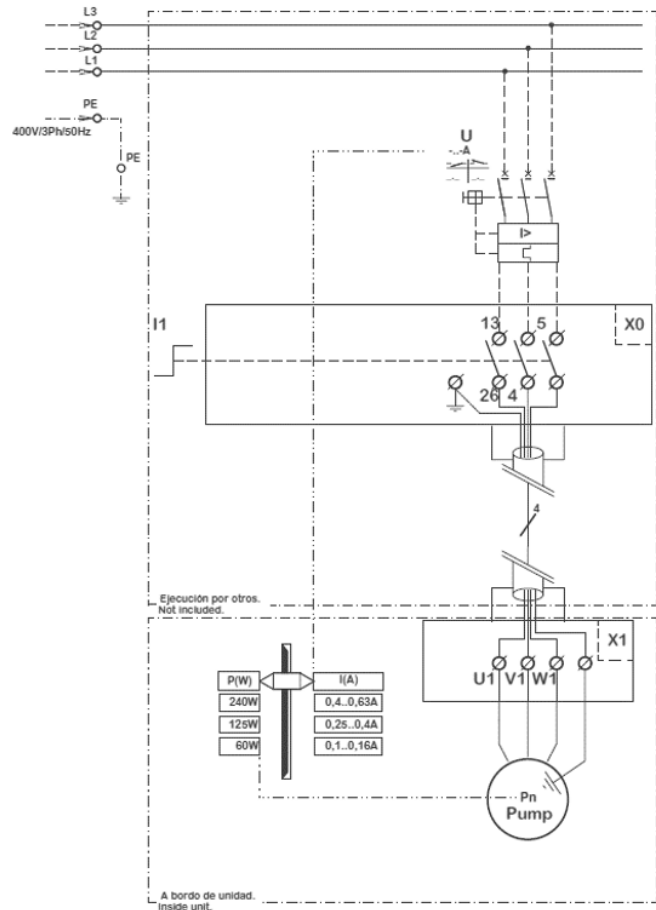 L3
L2
L1
PE
400V/3Ph/50Hz
PE
U
-...-A
I>
I1
X0
13 5
26 4
4
Ejecución por otros.
Not included.
X1
U1 V1 W1
P(W) I(A)
240W 0,4..0,63A
125W 0,25..0,4A
60W 0,1..0,16A
Pn
Pump
A bordo de unidad.
Inside unit.